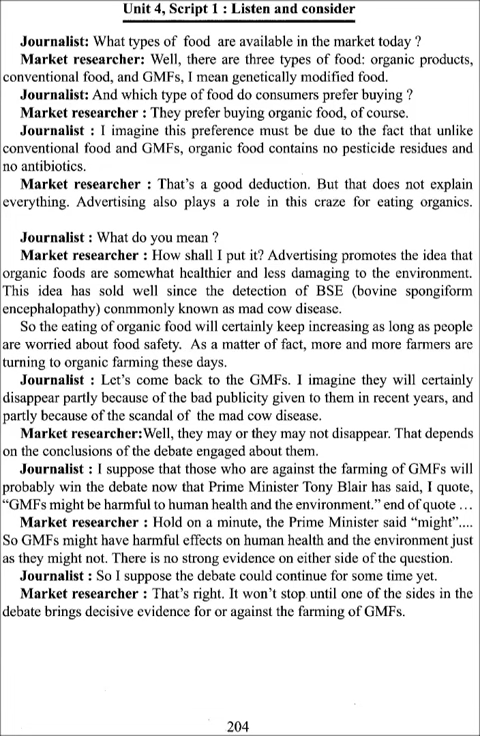 Unit 4, Script 1 : Listen and consider
Journalist: What types of food are available in the market today ?
Market researcher: Well, there are three types of food: organic products,
conventional food, and GMFs, I mean genetically modified food.
Journalist: And which type of food do consumers prefer buying ?
Market researcher : They prefer buying organic food, of course.
Journalist : I imagine this preference must be due to the fact that unlike
conventional food and GMFs, organic food contains no pesticide residues and
no antibiotics.
Market researcher : That's a good deduction. But that does not explain
everything. Advertising also plays a role in this craze for eating organics.
Journalist : What do you mean ?
Market researcher : How shall I put it? Advertising promotes the idea that
organic foods are somewhat healthier and less damaging to the environment.
This idea has sold well since the detection of BSE (bovine spongiform
encephalopathy) conmmonly known as mad cow disease.
So the eating of organic food will certainly keep increasing as long as people
are worried about food safety. As a matter of fact, more and more farmers are
turning to organic farming these days.
Journalist : Let's come back to the GMFs. I imagine they will certainly
disappear partly because of the bad publicity given to them in recent years, and
partly because of the scandal of the mad cow disease.
Market researcher:Well, they may or they may not disappear. That depends
on the conclusions of the debate engaged about them.
Journalist : I suppose that those who are against the farming of GMFs will
probably win the debate now that Prime Minister Tony Blair has said, I quote,
“GMFs might be harmful to human health and the environment.” end of quote …
Market researcher : Hold on a minute, the Prime Minister said “might”....
So GMFs might have harmful effects on human health and the environment just
as they might not. There is no strong evidence on either side of the question.
Journalist : So I suppose the debate could continue for some time yet.
Market researcher : That's right. It won't stop until one of the sides in the
debate brings decisive evidence for or against the farming of GMFs.
204